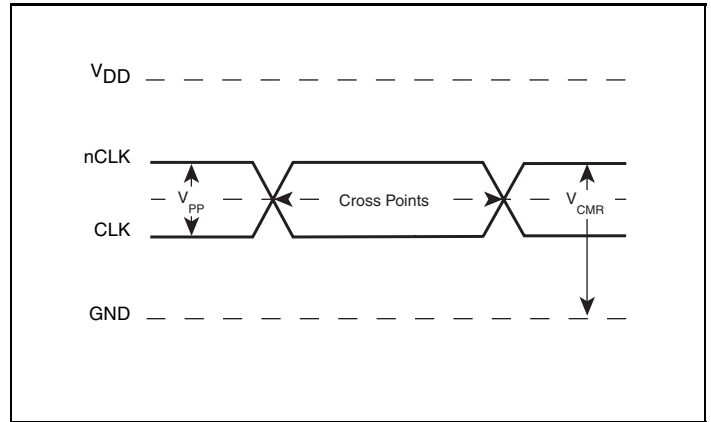 VDD
nCLK
VPP
Cross Points
VCMR
CLK
GND